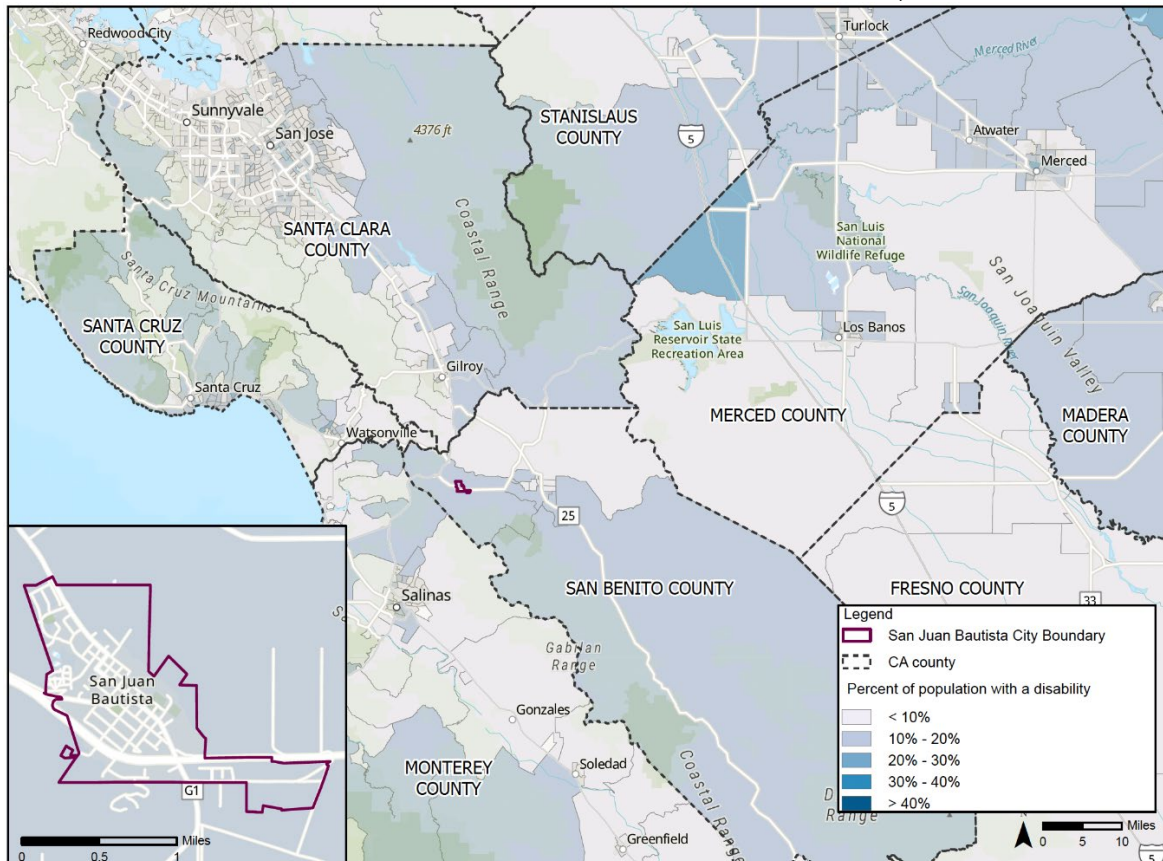 Redwood City
Sunnyvale
San Jose
4376 ft
STANISLAUS
COUNTY
5
Turlock
Merced River
Atwater
Merced
SANTA CLARA
COUNTY
Coastal Range
San Luis
National
Wildlife Refuge
San Joaquin Valley
San Joaquin River
Santa Cruz Mountains
SANTA CRUZ
COUNTY
Santa Cruz
Gilroy
San Luis
Reservoir State
Recreation Area
Los Banos
Watsonville
MERCED COUNTY
MADERA
COUNTY
25
5
SAN BENITO COUNTY
FRESNO COUNTY
33
Salinas
Gabilan
Range
Gonzales
MONTEREY
COUNTY
Soledad
Coastal Range
Greenfield
Range
5
San Juan
Bautista
G1
0 0.5 1 Miles
Legend
San Juan Bautista City Boundary
CA county
Percent of population with a disability
< 10%
10% - 20%
20% - 30%
30% - 40%
> 40%
0 5 10 Miles